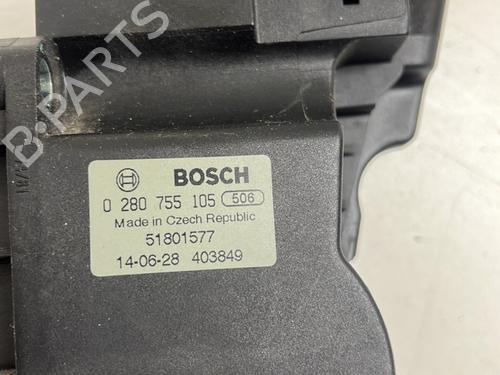 B-PARTS
BOSCH
0 280 755 105 506
Made in Czech Republic
51801577
14-06-28 403849